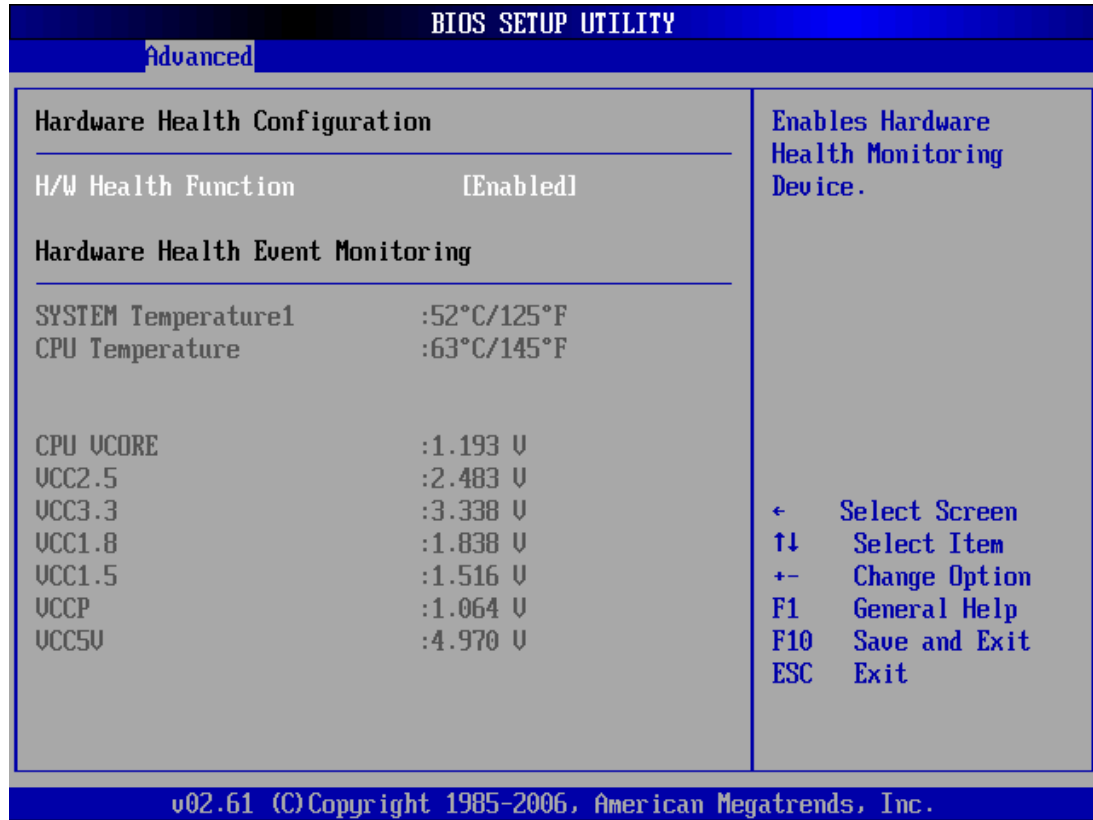 BIOS SETUP UTILITY
Advanced
Hardware Health Configuration
H/W Health Function [Enabled]
Hardware Health Event Monitoring
SYSTEM Temperature1 :52°C/125°F
CPU Temperature :63°C/145°F
CPU VCORE :1.193 V
VCC2.5 :2.483 V
VCC3.3 :3.338 V
VCC1.8 :1.838 V
VCC1.5 :1.516 V
VCCP :1.064 V
VCC5V :4.970 V
Enables Hardware
Health Monitoring
Device.
← Select Screen
↑↓ Select Item
+- Change Option
F1 General Help
F10 Save and Exit
ESC Exit
v02.61 (C)Copyright 1985-2006, American Megatrends, Inc.